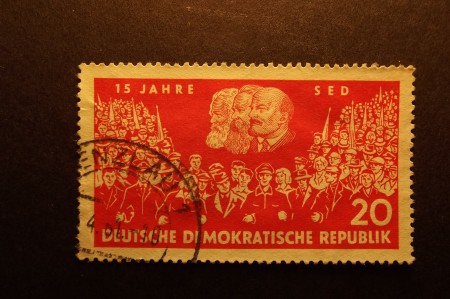 15 JAHRE SED
20
DEUTSCHE DEMOKRATISCHE REPUBLIK